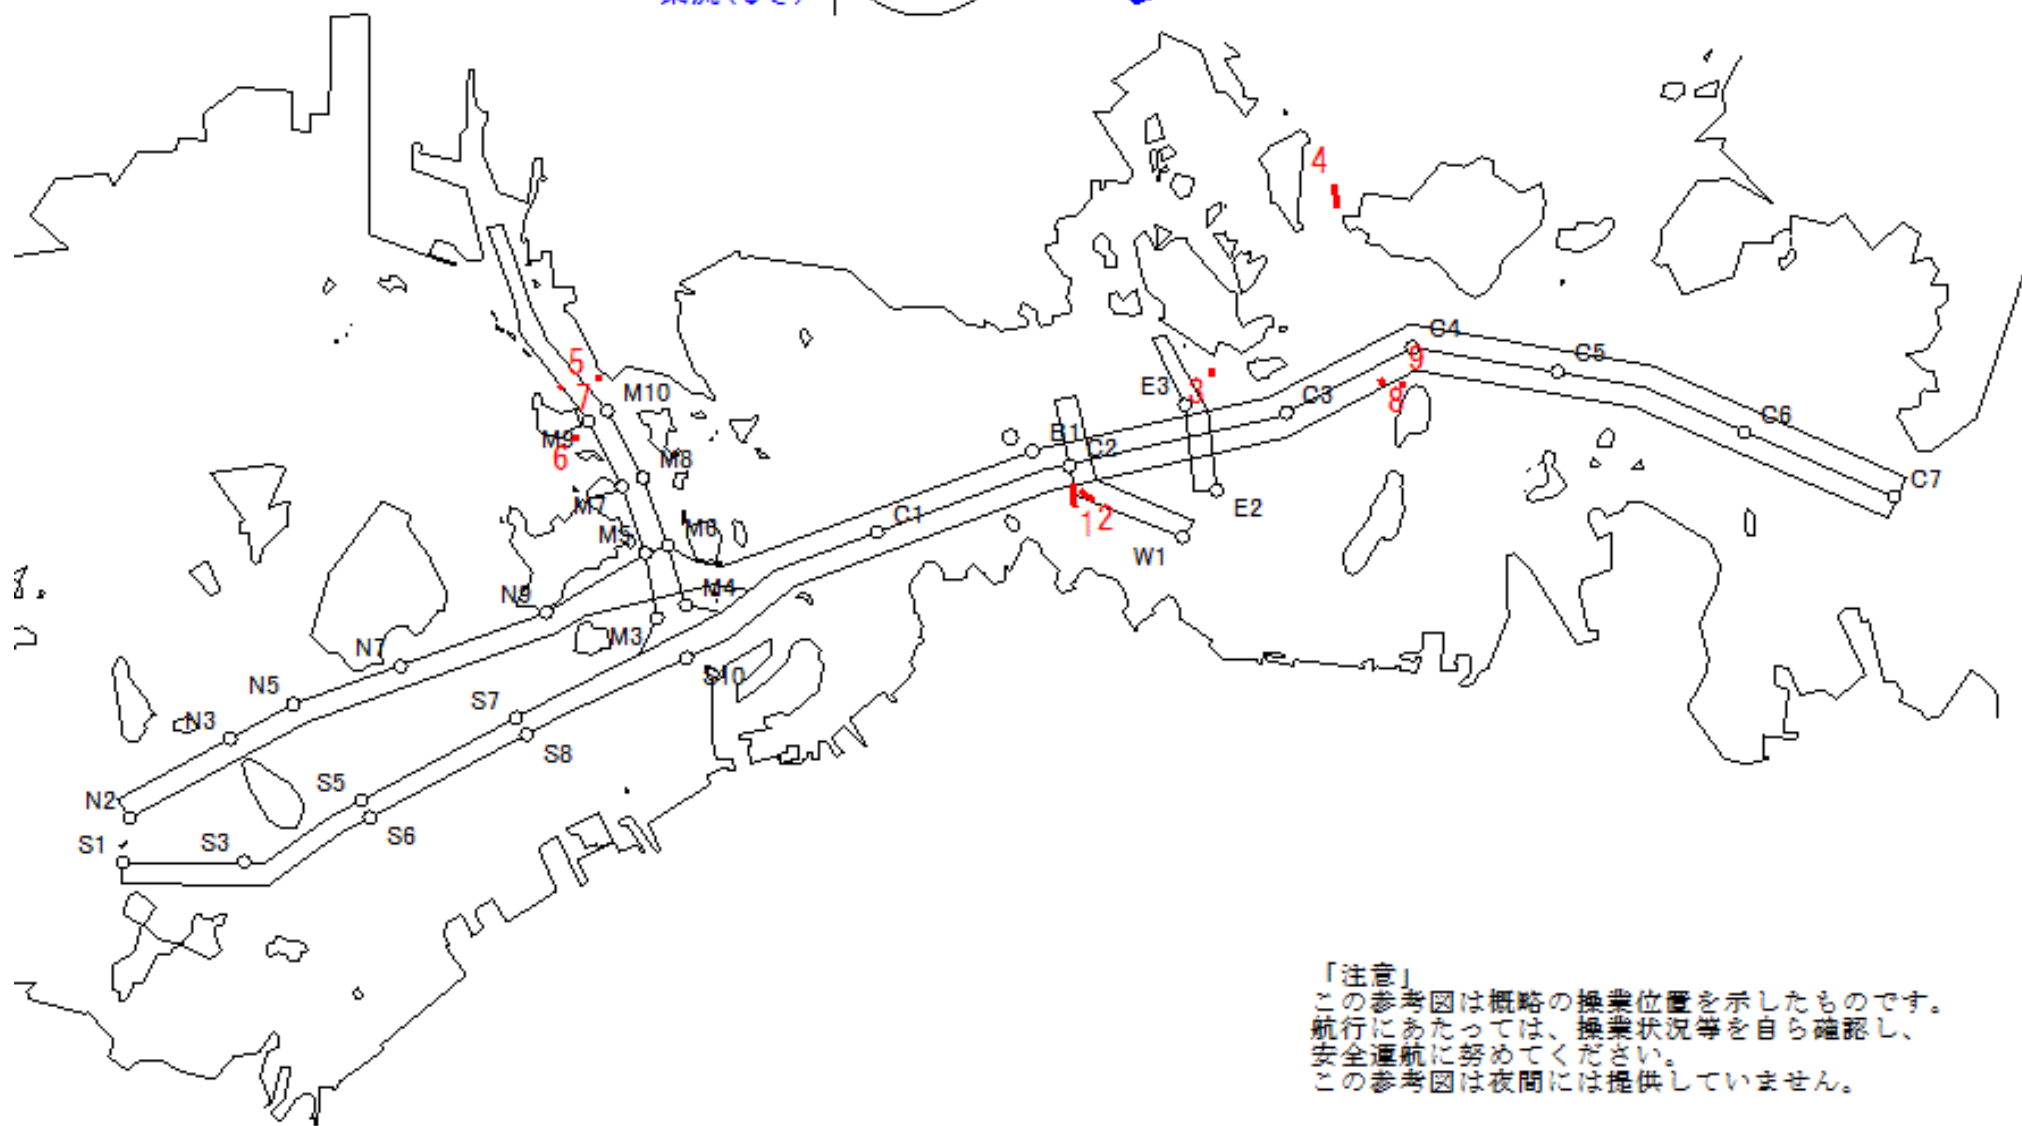 4
C4
9
C5
5
7
M10
E3
3
8
C3
M9
6
B1
C2
C6
M8
C7
M7
1
2
E2
M5
M6
C1
W1
N9
M4
N7
M3
S10
N5
S7
N3
S8
S5
N2
S6
S1
S3
「注意」
この参考図は概略の操業位置を示したものです。
航行にあたっては、操業状況等を自ら確認し、
安全運航に努めてください。
この参考図は夜間には提供していません。